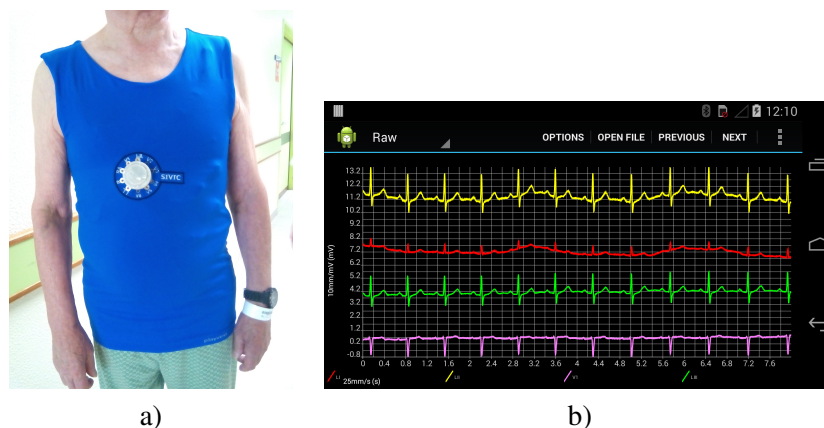 SIVIC
12:10
Raw
OPTIONS
OPEN FILE
PREVIOUS
NEXT
13.2
12.2
11.2
10.2
9.2
8.2
7.2
6.2
5.2
4.2
3.2
2.2
1.2
0.2
-0.8
10mm/mV (mV)
0 0.4 0.8 1.2 1.6 2 2.4 2.8 3.2 3.6 4 4.4 4.8 5.2 5.6 6 6.4 6.8 7.2 7.6
25mm/s (s)
LI
LII
V1
LIII
a)
b)